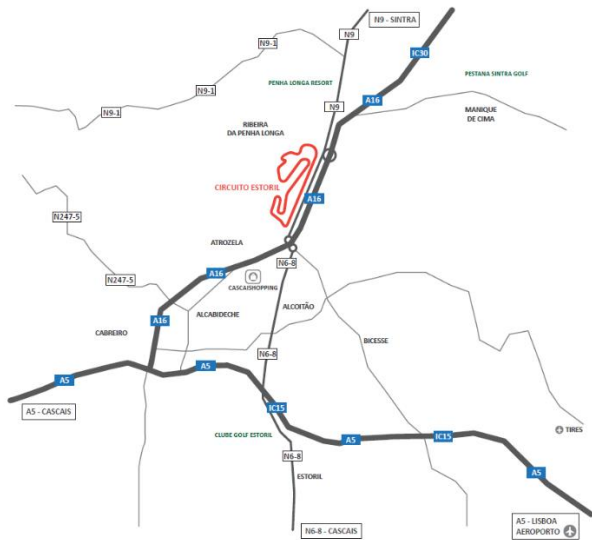 N9
N9 - SINTRA
N9-1
IC30
PENHA LONGA RESORT
PESTANA SINTRA GOLF
N9-1
A16
N9-1
N9
MANIQUE
DE CIMA
RIBEIRA
DA PENHA LONGA
CIRCUITO ESTORIL
A16
N247-5
ATROZELA
N6-8
A16
N247-5
CASCAISHOPPING
ALCOITÃO
A16
ALCABIDECHE
CABREIRO
BICESSE
N6-8
A5
A5
A5 - CASCAIS
IC15
CLUBE GOLF ESTORIL
A5
IC15
TIRES
N6-8
ESTORIL
A5
N6-8 - CASCAIS
A5 - LISBOA
AEROPORTO